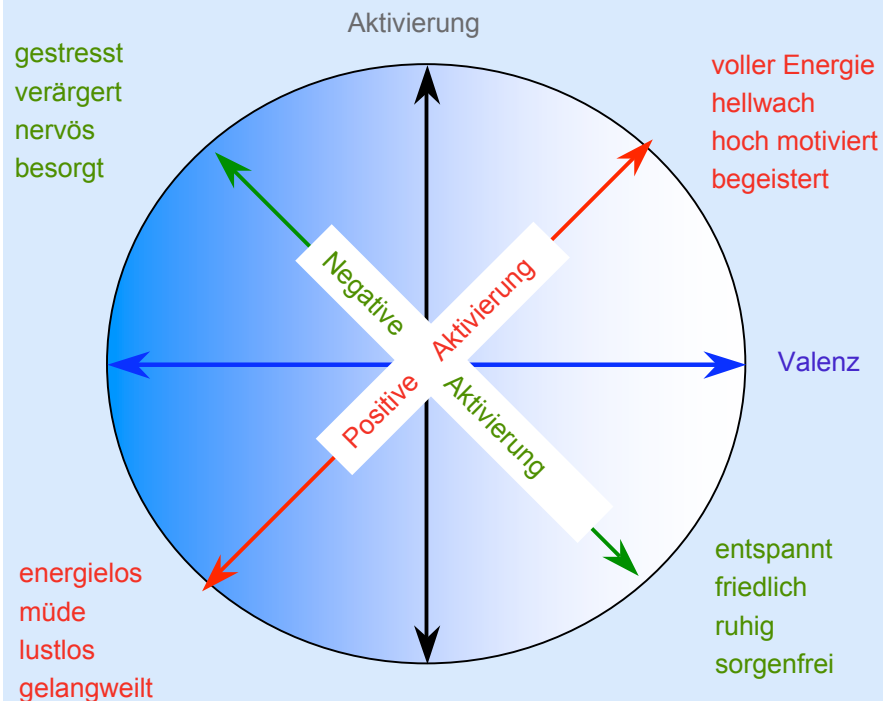 Aktivierung
gestresst
verärgert
nervös
besorgt
voller Energie
hellwach
hoch motiviert
begeistert
Negative
Aktivierung
Positive
Aktivierung
Valenz
energielos
müde
lustlos
gelangweilt
entspannt
friedlich
ruhig
sorgenfrei